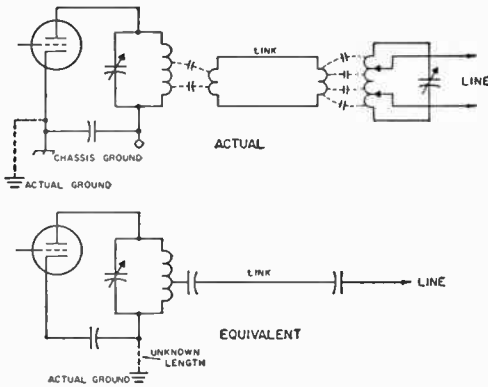 LINK
LINE
CHASSIS GROUND
ACTUAL
ACTUAL GROUND
LINK
LINE
EQUIVALENT
UNKNOWN
LENGTH
ACTUAL GROUND